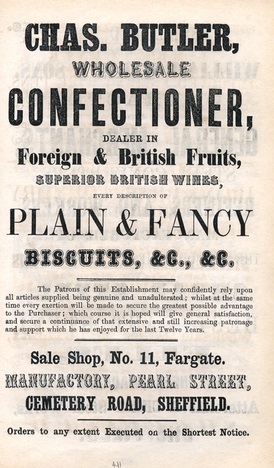 CHAS. BUTLER,
WHOLESALE
CONFECTIONER,
DEALER IN
Foreign & British Fruits,
SUPERIOR BRITISH WINES,
EVERY DESCRIPTION OF
PLAIN & FANCY
BISCUITS, &C., &C.
The Patrons of this Establishment may confidently rely upon
all articles supplied being genuine and unadulterated; whilst at the same
time every exertion will be made to secure the greatest possible advantage
to the Purchaser; which course it is hoped will give general satisfaction,
and secure a continuance of that extensive and still increasing patronage
and support which he has enjoyed for the last Twelve Years.
Sale Shop, No. 11, Fargate.
MANUFACTORY, PEARL STREET,
CEMETERY ROAD, SHEFFIELD.
Orders to any extent Executed on the Shortest Notice.